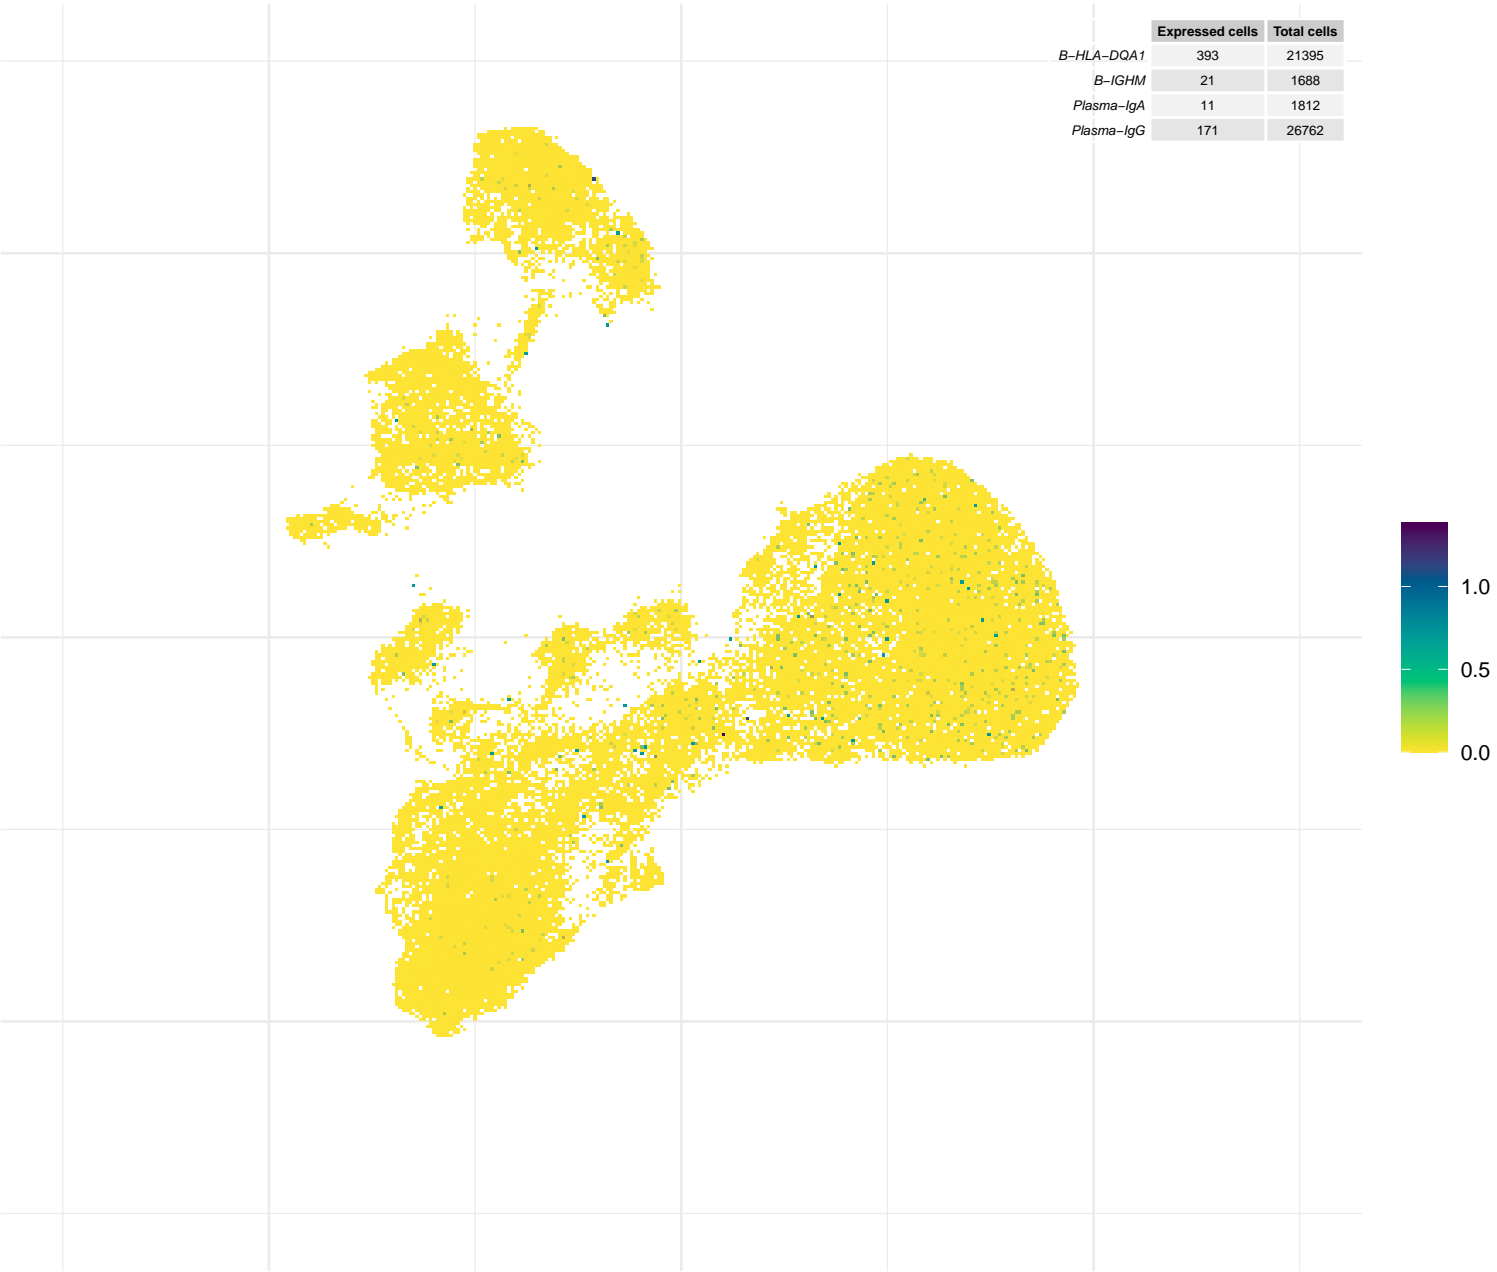 Expressed cells Total cells
B−HLA−DQA1 393 21395
B−IGHM 21 1688
Plasma−IgA 11 1812
Plasma−IgG 171 26762
1.0
0.5
0.0